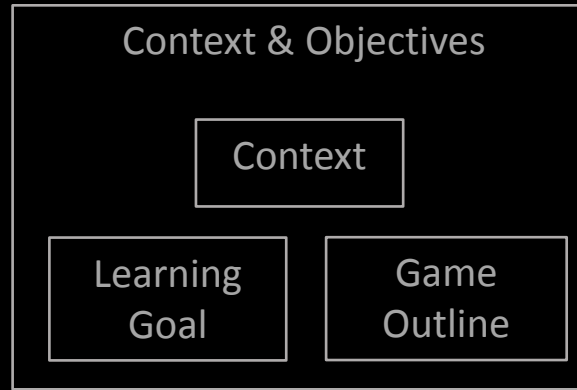 Context & Objectives
Context
Learning
Goal
Game
Outline